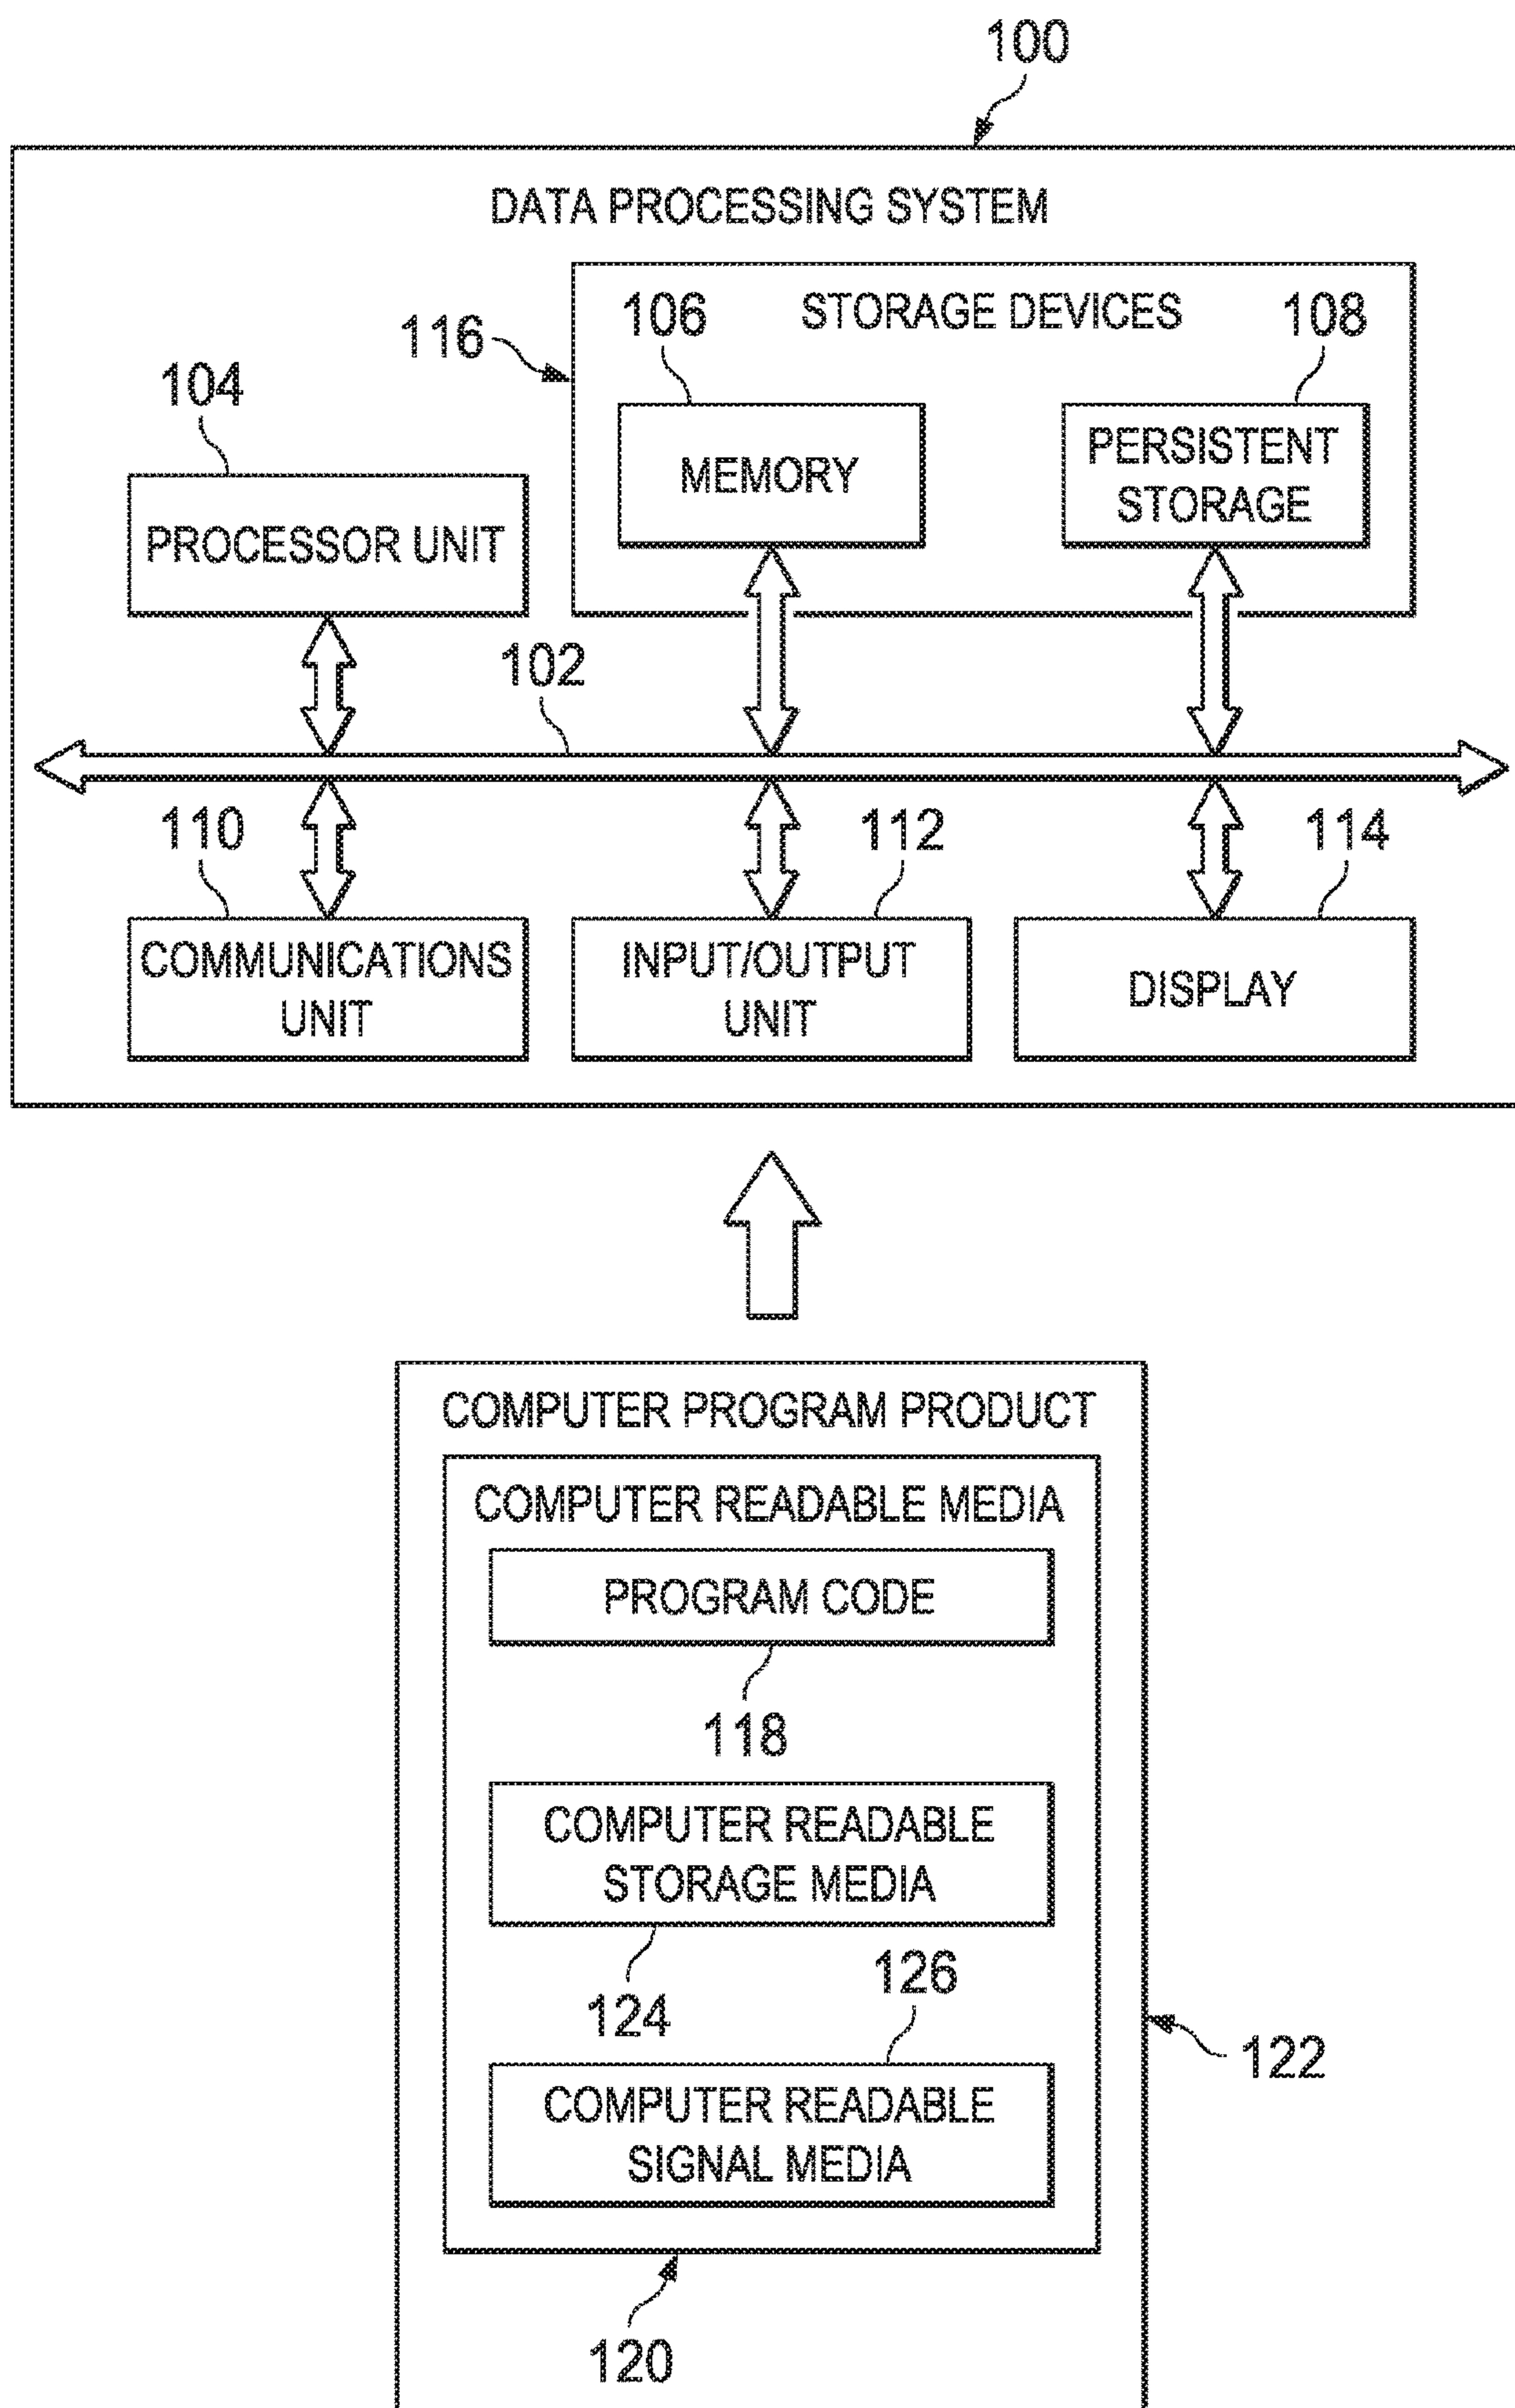 100
DATA PROCESSING SYSTEM
STORAGE DEVICES
116
106
108
104
MEMORY
PERSISTENT
STORAGE
PROCESSOR UNIT
102
110
112
114
COMMUNICATIONS
UNIT
INPUT/OUTPUT
UNIT
DISPLAY
COMPUTER PROGRAM PRODUCT
COMPUTER READABLE MEDIA
PROGRAM CODE
118
COMPUTER READABLE
STORAGE MEDIA
124
126
122
COMPUTER READABLE
SIGNAL MEDIA
120